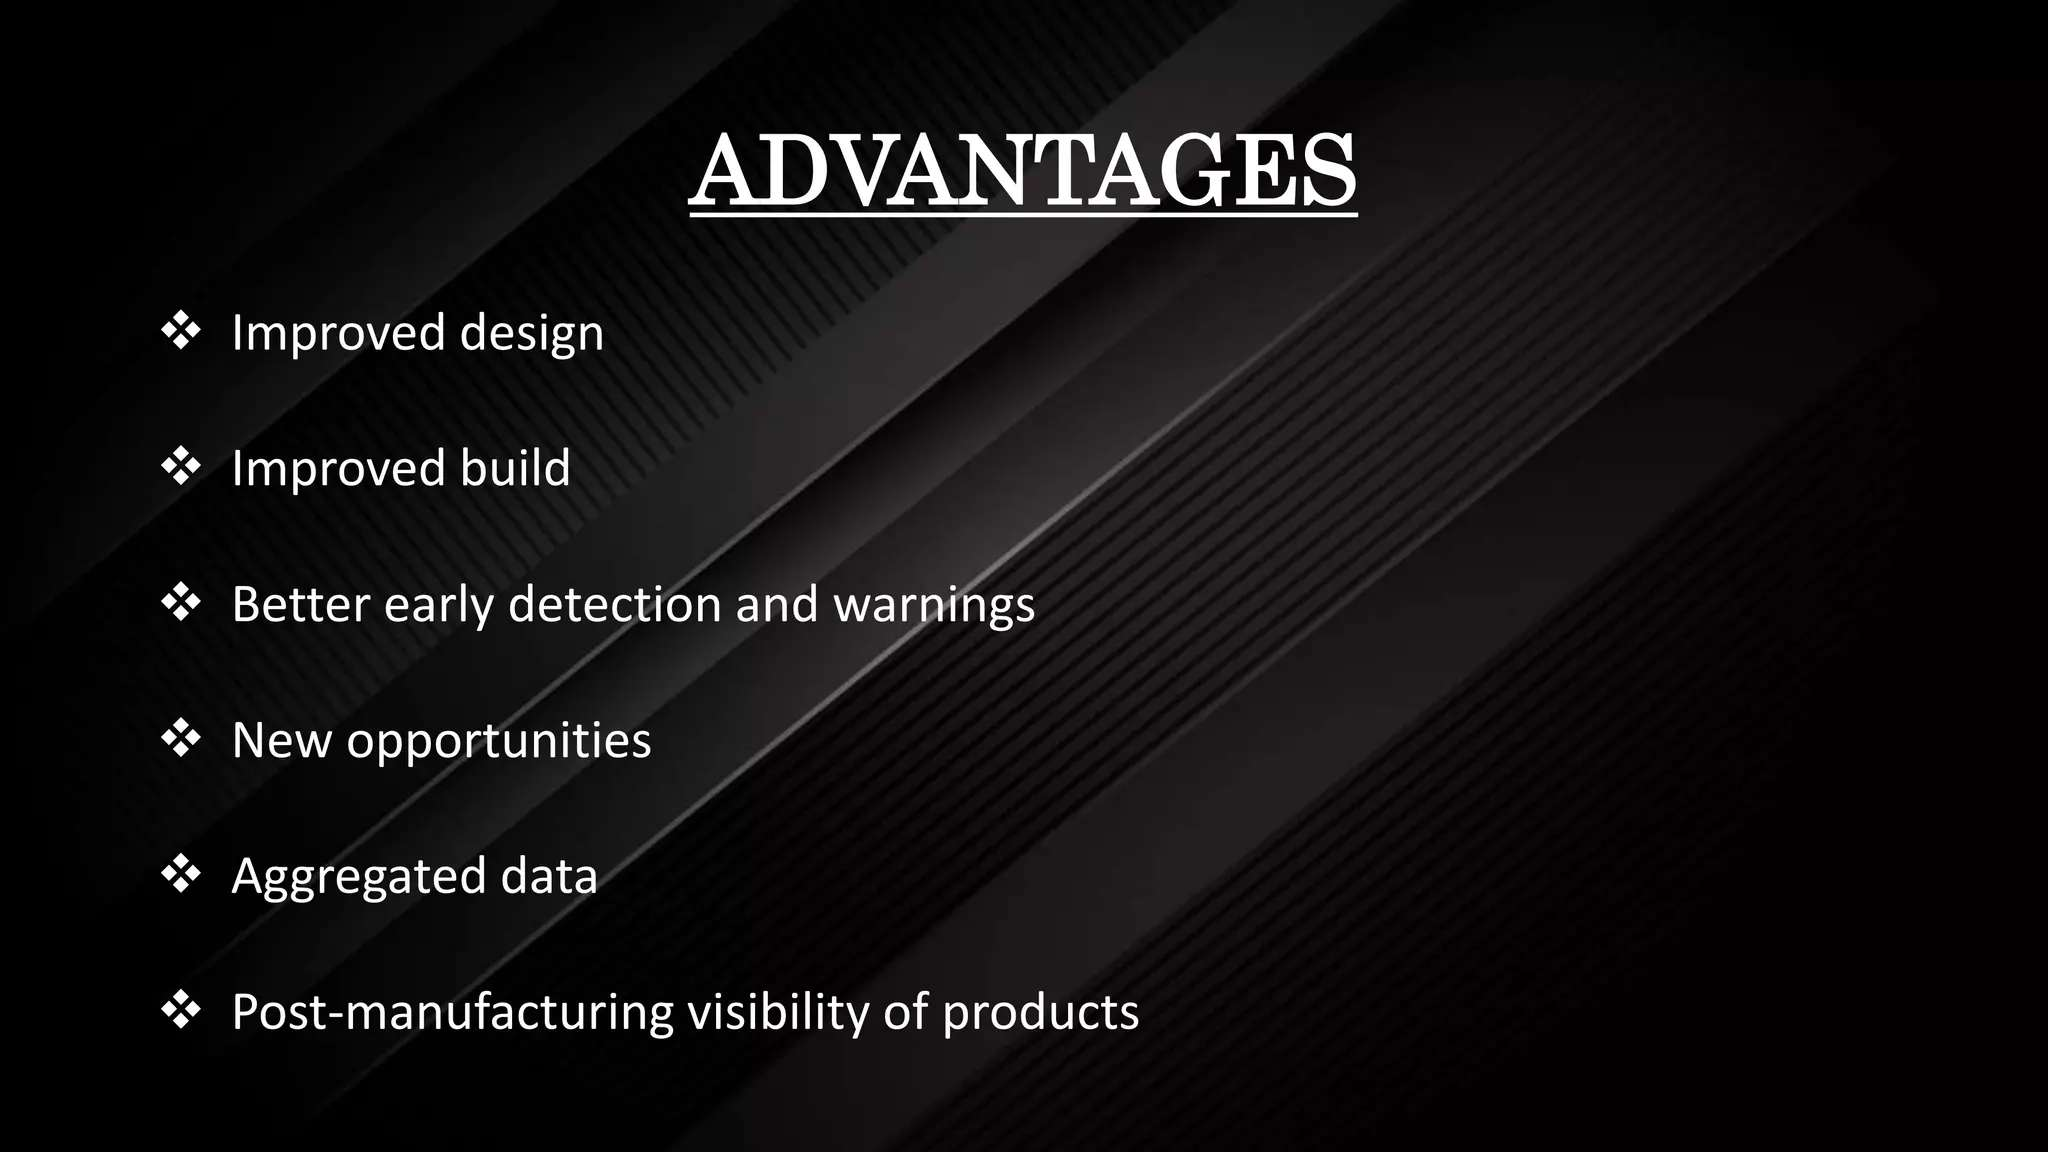 ADVANTAGES
❖ Improved design
❖ Improved build
❖ Better early detection and warnings
❖ New opportunities
❖ Aggregated data
❖ Post-manufacturing visibility of products